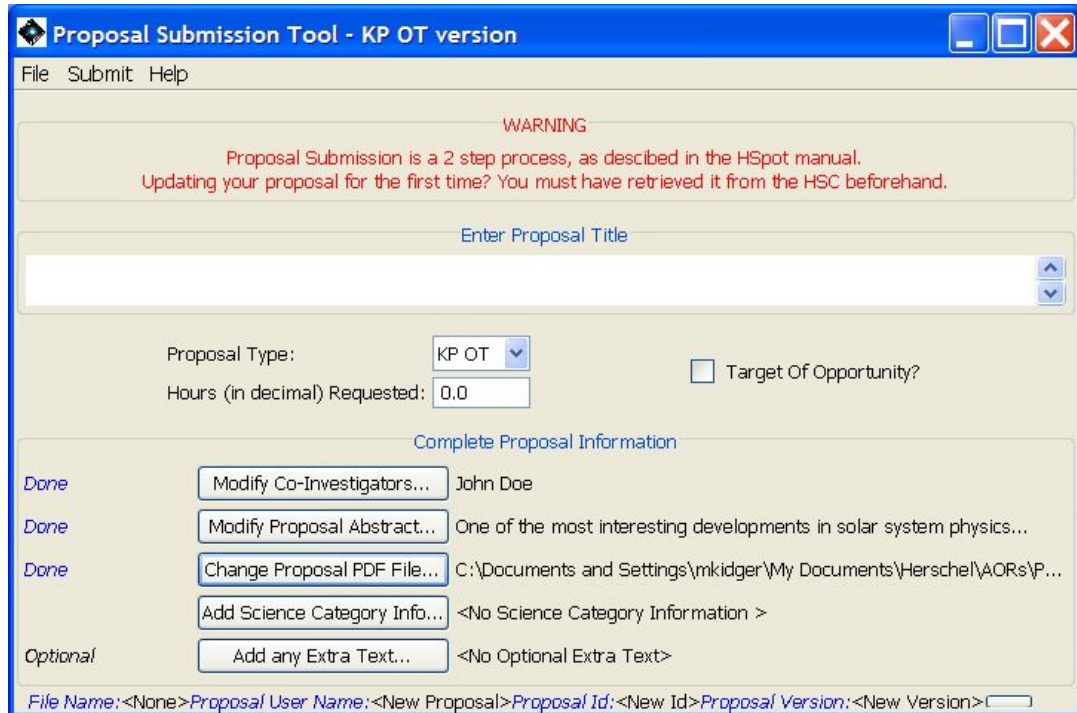 Proposal Submission Tool - KP OT version
File Submit Help
WARNING
Proposal Submission is a 2 step process, as descibed in the HSpot manual.
Updating your proposal for the first time? You must have retrieved it from the HSC beforehand.
Enter Proposal Title
Proposal Type: KP OT
Target Of Opportunity?
Hours (in decimal) Requested: 0.0
Complete Proposal Information
Done Modify Co-Investigators... John Doe
Done Modify Proposal Abstract... One of the most interesting developments in solar system physics...
Done Change Proposal PDF File... C:\Documents and Settings\mkidger\My Documents\Herschel\AORs\P...
Add Science Category Info... <No Science Category Information >
Optional Add any Extra Text... <No Optional Extra Text>
File Name:<None>Proposal User Name:<New Proposal>Proposal Id:<New Id>Proposal Version:<New Version>